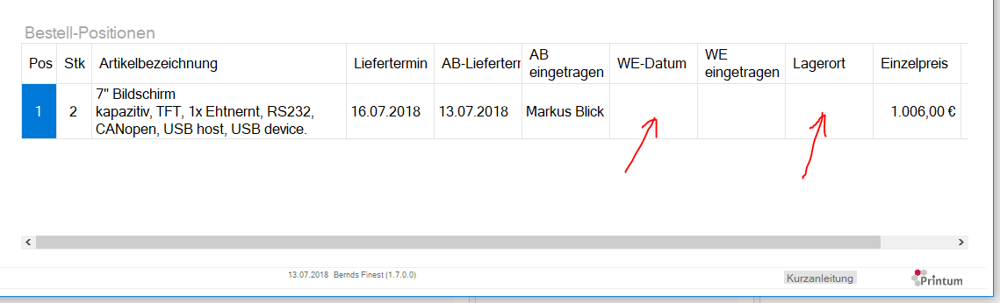 Bestell-Positionen
Pos Stk Artikelbezeichnung Liefertermin AB-Lieferterr AB eingetragen WE-Datum WE eingetragen Lagerort Einzelpreis
1 2 7" Bildschirm
kapazitiv, TFT, 1x Ehtnernt, RS232,
CANopen, USB host, USB device. 16.07.2018 13.07.2018 Markus Blick 1.006,00 €
13.07.2018 Bernds Finest (1.7.0.0)
Kurzanleitung
Printum